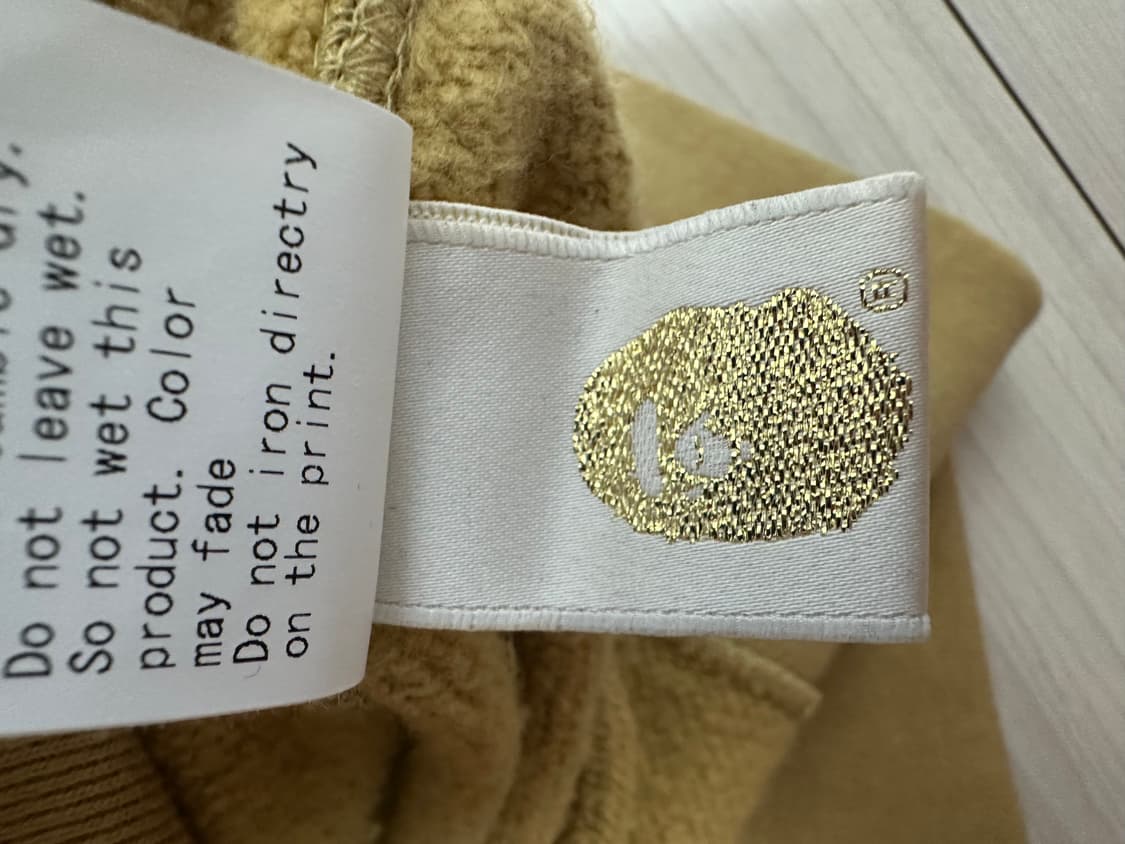 Do not leave wet.
So not wet this
product. Color
may fade
Do not iron directry
on the print.